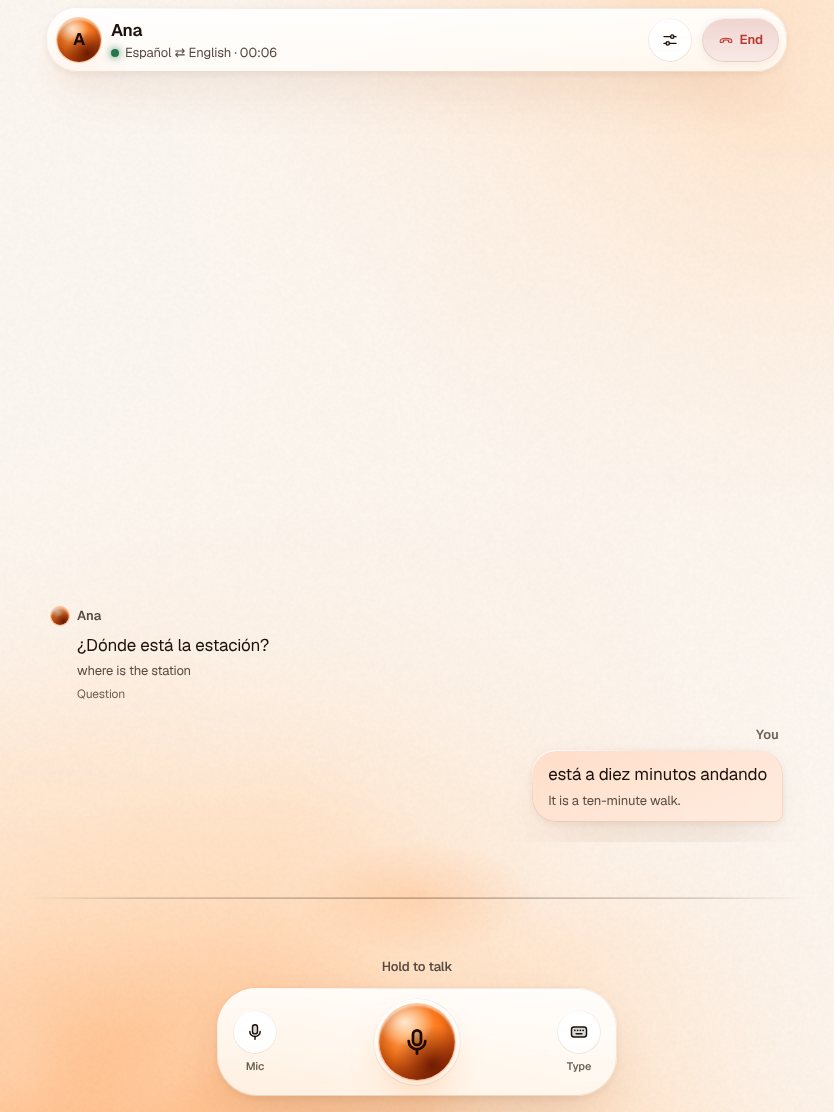 A
Ana
Español ⇄ English · 00:06
End
Ana
¿Dónde está la estación?
where is the station
Question
You
está a diez minutos andando
It is a ten-minute walk.
Hold to talk
Mic
Type